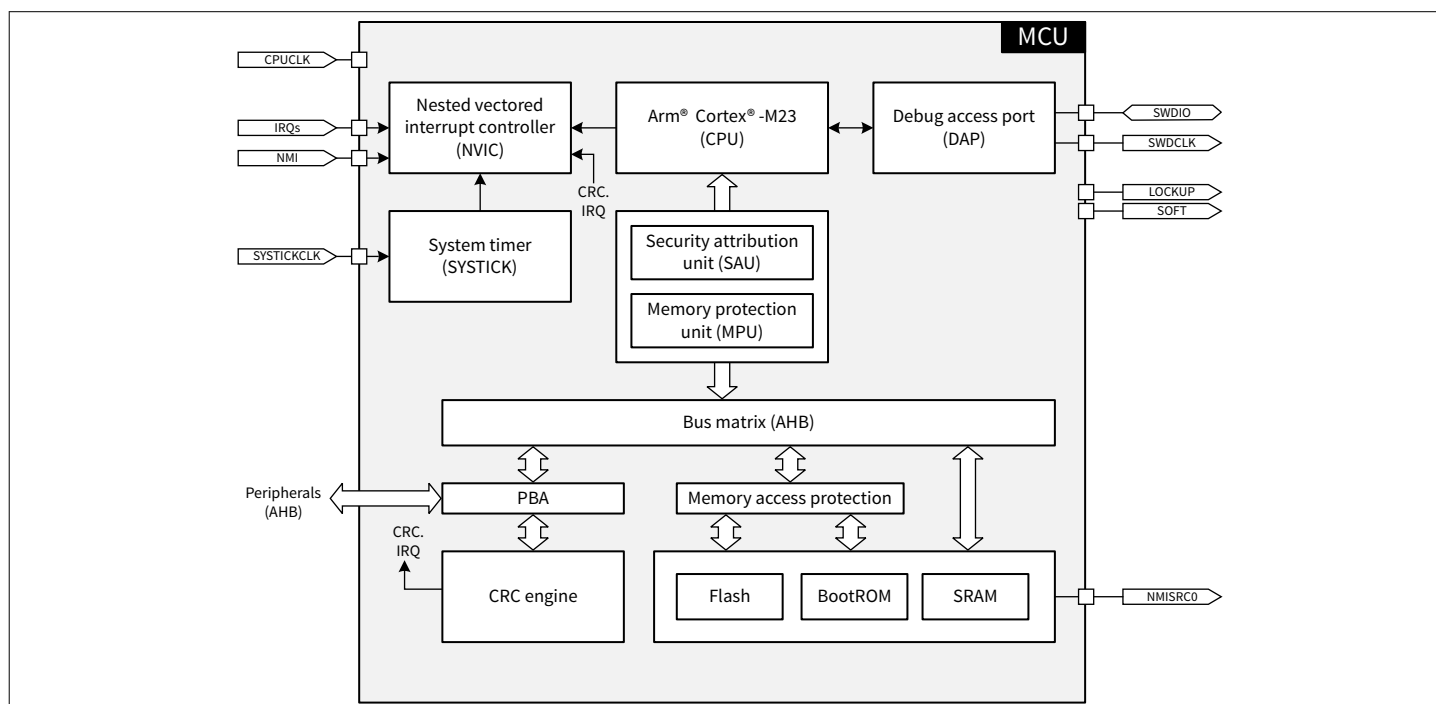 MCU
CPUCLK
Nested vectored
interrupt controller
(NVIC)
Arm® Cortex®-M23
(CPU)
Debug access port
(DAP)
IRQs
NMI
SWDIO
SWDCLK
CRC.
IRQ
LOCKUP
SOFT
System timer
(SYSTICK)
SYSTICKCLK
Security attribution
unit (SAU)
Memory protection
unit (MPU)
Bus matrix (AHB)
Peripherals
(AHB)
PBA
Memory access protection
CRC.
IRQ
CRC engine
Flash
BootROM
SRAM
NMISRC0